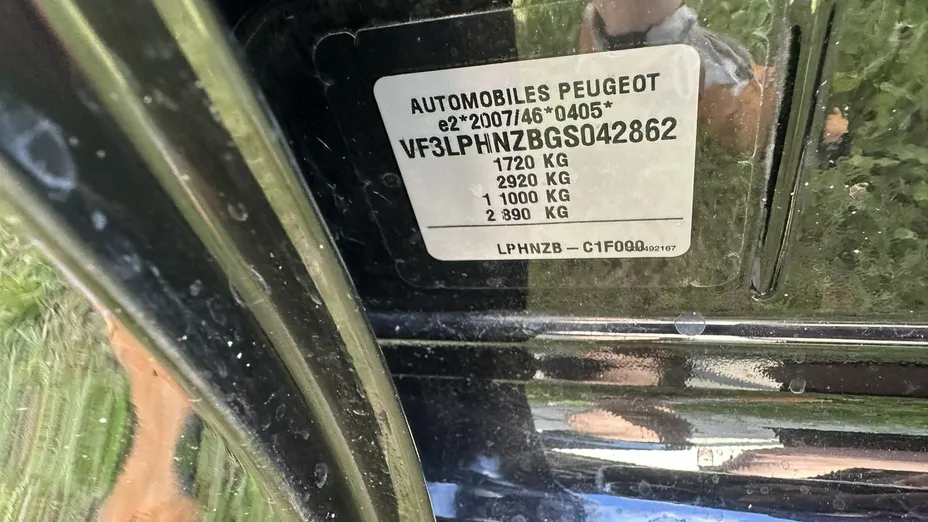 AUTOMOBILES PEUGEOT
e2*2007/46*0405*
VF3LPHNZBGS042862
1720 KG
2920 KG
1 1000 KG
2 890 KG
LPHNZB - C1F000